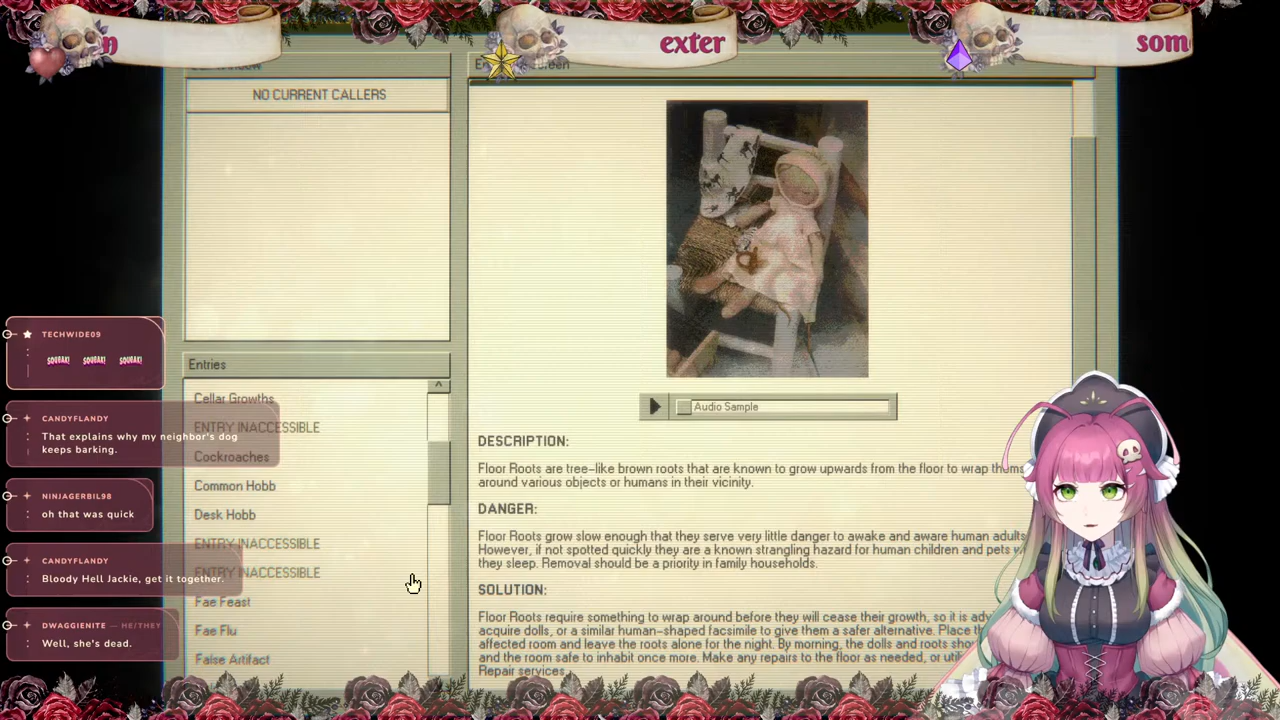 n
exter
som
NO CURRENT CALLERS
Entries
Cellar Growths
ENTRY INACCESSIBLE
Cockroaches
Common Hobb
Desk Hobb
ENTRY INACCESSIBLE
ENTRY INACCESSIBLE
Fae Feast
Fae Flu
False Artifact
Audio Sample
DESCRIPTION:
Floor Roots are tree-like brown roots that are known to grow upwards from the floor to wrap
around various objects or humans in their vicinity.
DANGER:
Floor Roots grow slow enough that they serve very little danger to awake and aware human adults
However, if not spotted quickly they are a known strangling hazard for human children and pets
they sleep. Removal should be a priority in family households.
SOLUTION:
Floor Roots require something to wrap around before they will cease their growth, so it is
acquire dolls, or a similar human-shaped facsimile to give them a safer alternative. Place
affected room and leave the roots alone for the night. By morning, the dolls and roots
and the room safe to inhabit once more. Make any repairs to the floor as needed, or
Repair services.
TECHWIDE09
SQUEAK! SQUEAK! SQUEAK!
CANDYFLANDY
That explains why my neighbor's dog
keeps barking.
NINJAGERBIL98
oh that was quick
CANDYFLANDY
Bloody Hell Jackie, get it together.
DWAGGIENITE — HE/THEY
Well, she's dead.